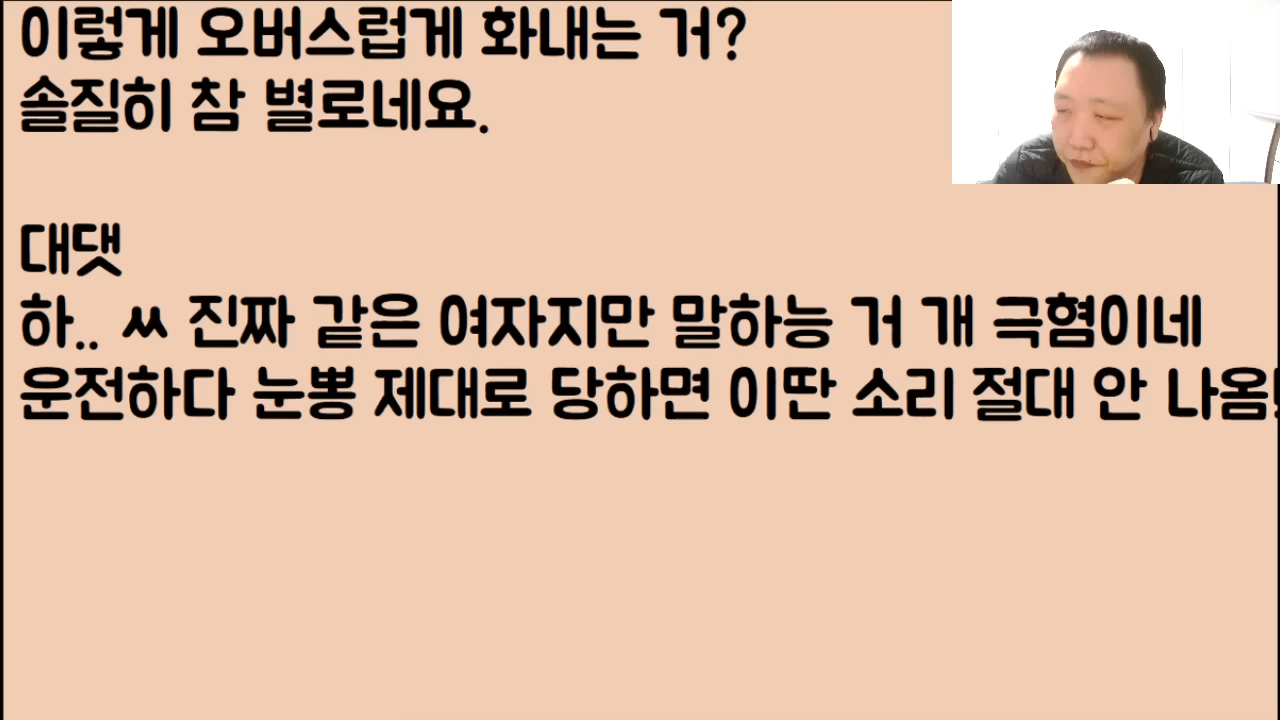 이렇게 오버스럽게 화내는 거?
솔질히 참 별로네요.
대댓
하.. ㅆ 진짜 같은 여자지만 말하능 거 개 극혐이네
운전하다 눈뽕 제대로 당하면 이딴 소리 절대 안 나옴